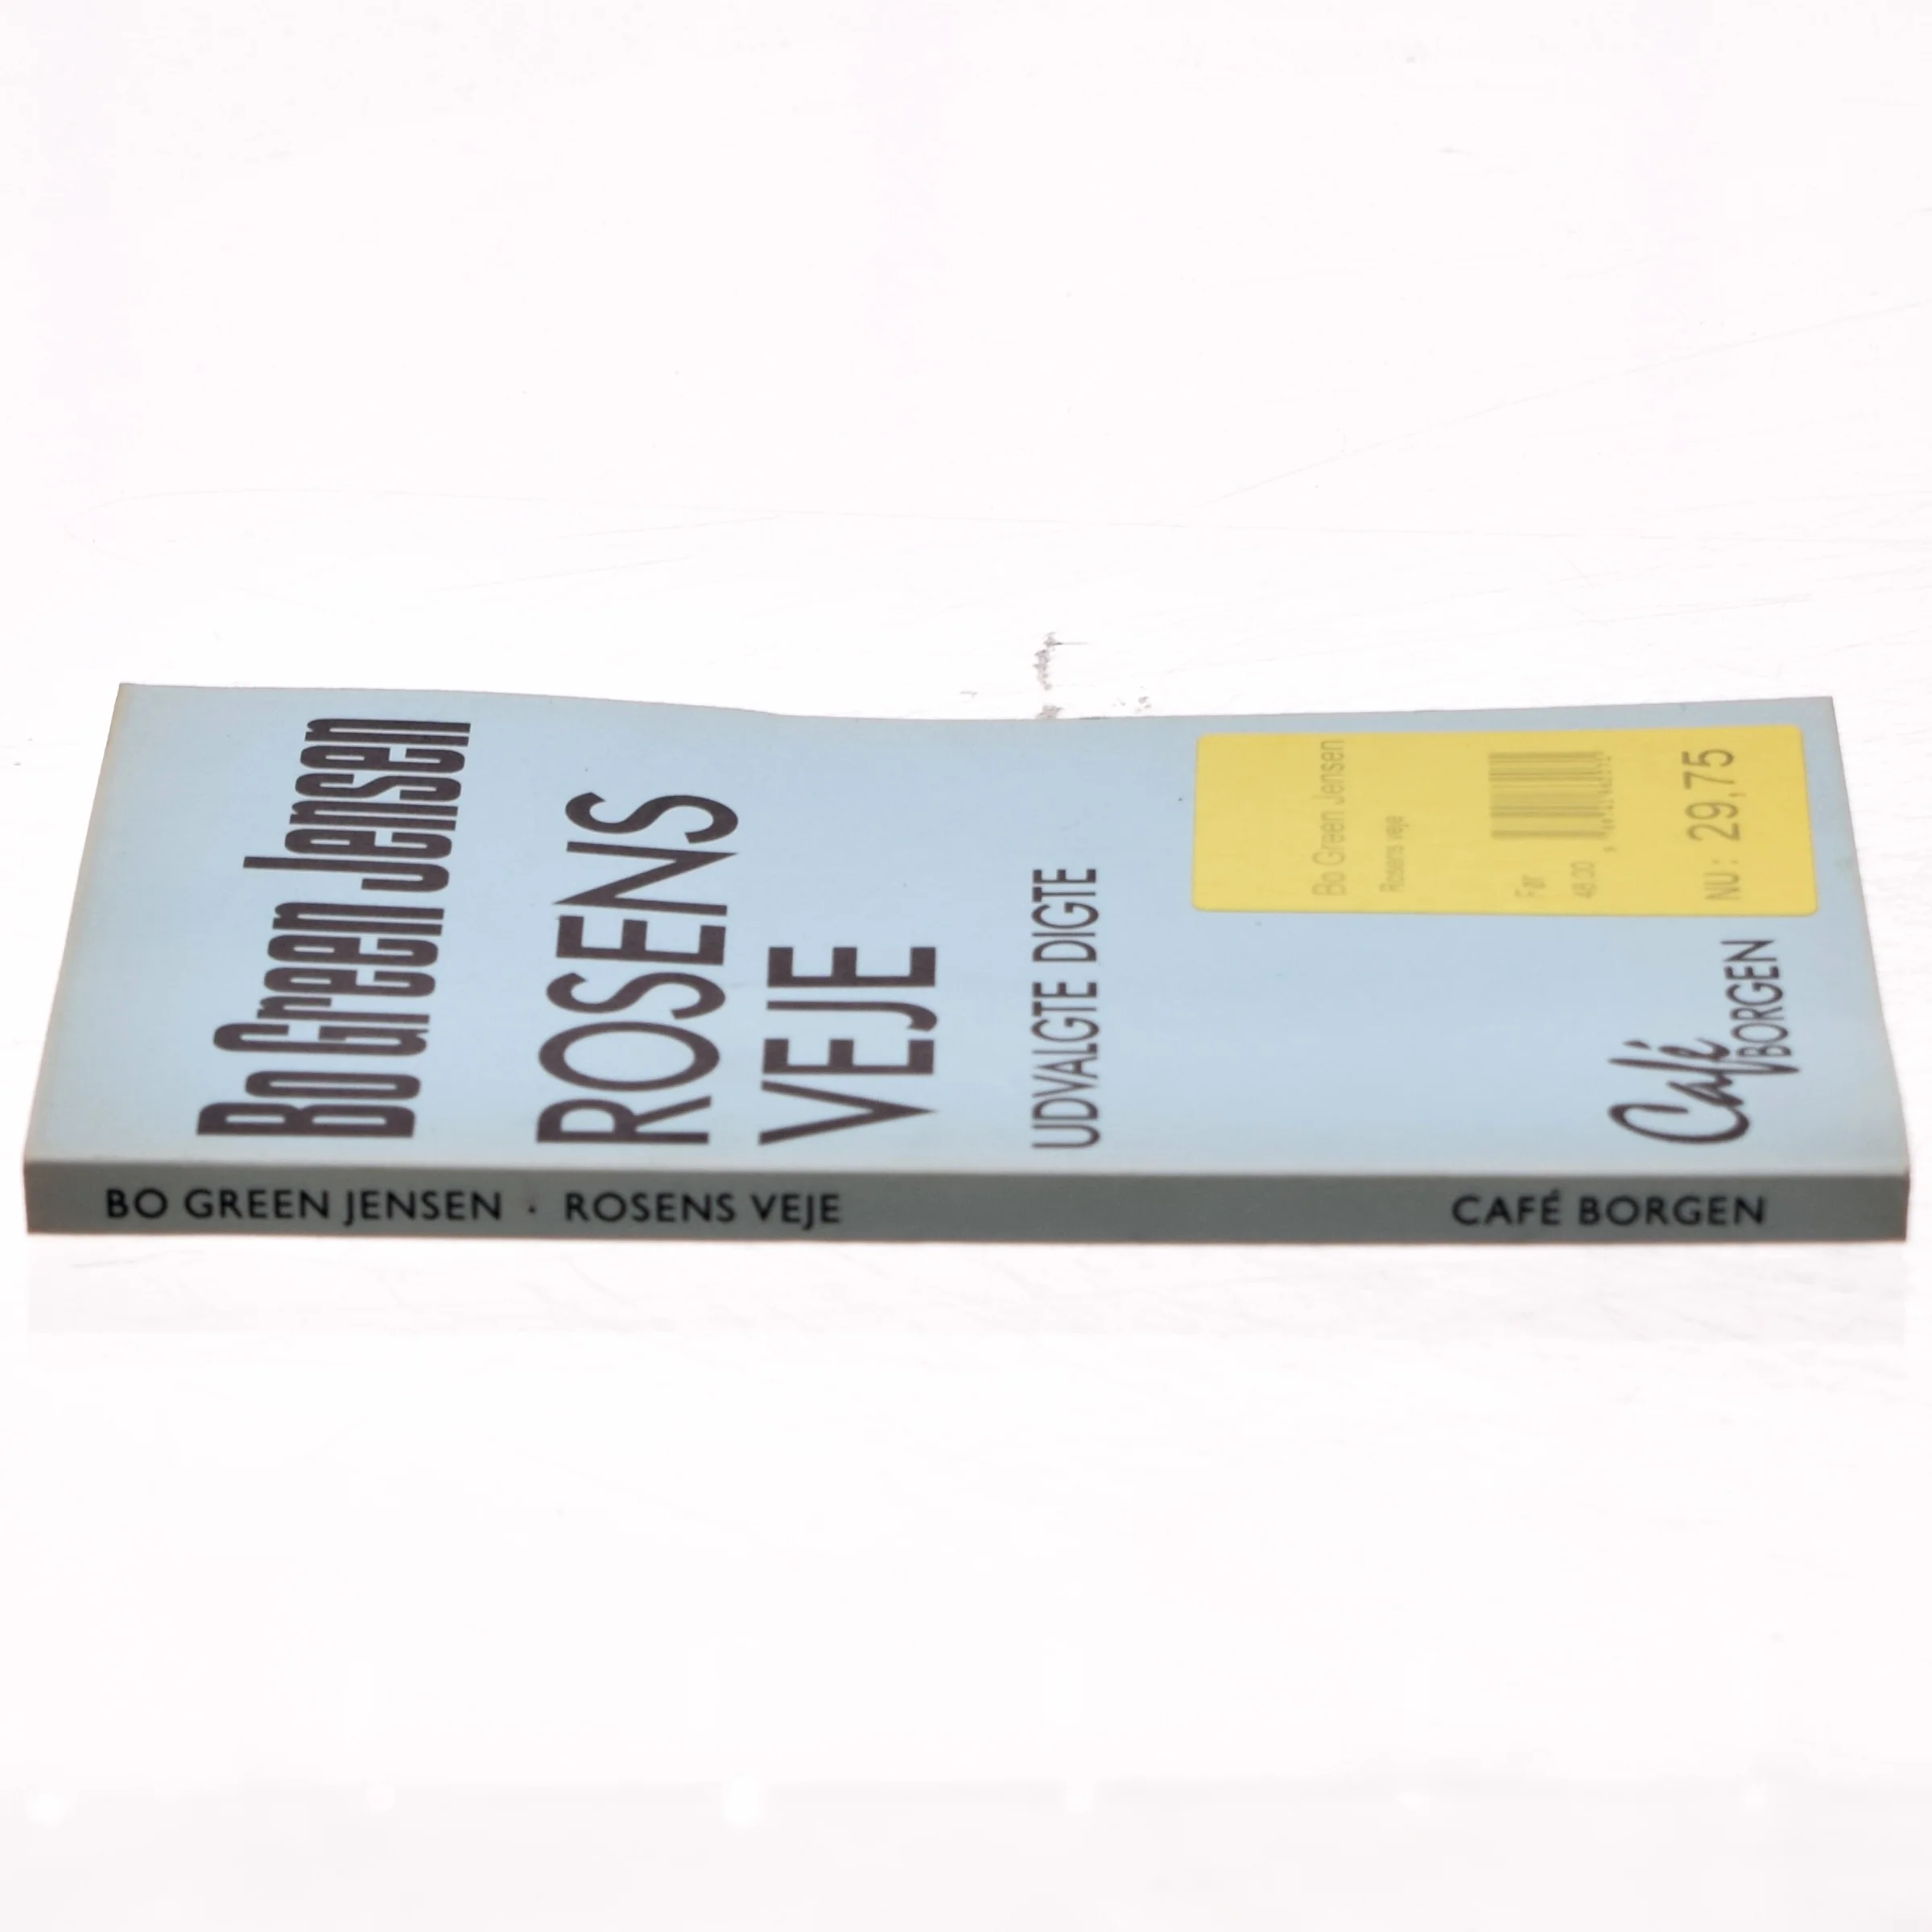 Bo Green Jensen
ROSENS
VEJE
UDVALGTE DIGTE
Bo Green Jensen
Rosens veje
Før
48.00
NU: 29,75
Café
BORGEN
BO GREEN JENSEN · ROSENS VEJE
CAFÉ BORGEN